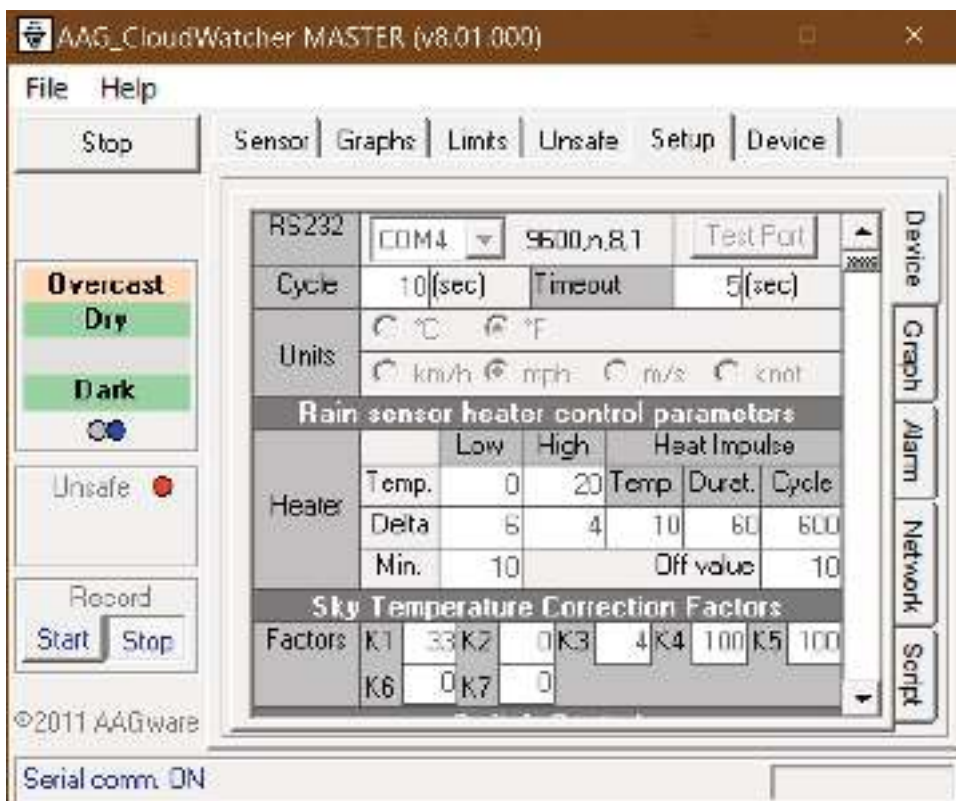 AAG_CloudWatcher MASTER (v8.01.000)
File Help
Stop
Sensor Graphs Limits Unsafe Setup Device
Overcast
Dry
Dark
Unsafe
Record
Start Stop
©2011 AAGware
Serial comm. ON
RS232 COM4 9600,n,8,1 Test Port
Cycle 10 (sec) Timeout 5 (sec)
Units °C °F
km/h mph m/s knot
Rain sensor heater control parameters
Low High Heat Impulse
Heater Temp. 0 20 Temp. Durat. Cycle
Delta 6 4 10 60 600
Min. 10 Off value 10
Sky Temperature Correction Factors
Factors K1 33 K2 0 K3 4 K4 100 K5 100
K6 0 K7 0
Device
Graph
Alarm
Network
Script